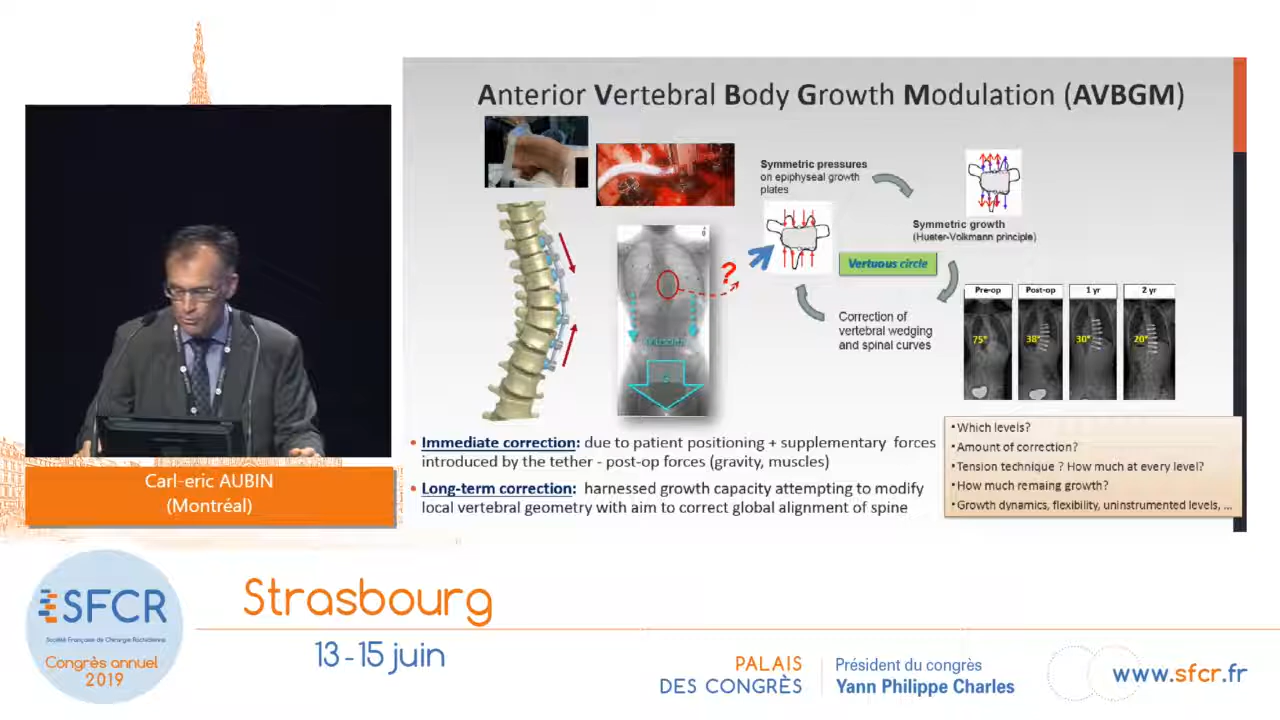 Anterior Vertebral Body Growth Modulation (AVBGM)
Symmetric pressures
on epiphyseal growth
plates
Symmetric growth
(Hueter-Volkmann principle)
Vertuous circle
Correction of
vertebral wedging
and spinal curves
?
Pre-op
Post-op
1 yr
2 yr
75°
38°
30°
20°
• Immediate correction: due to patient positioning + supplementary forces
introduced by the tether - post-op forces (gravity, muscles)
• Long-term correction: harnessed growth capacity attempting to modify
local vertebral geometry with aim to correct global alignment of spine
• Which levels?
• Amount of correction?
• Tension technique ? How much at every level?
• How much remaing growth?
• Growth dynamics, flexibility, uninstrumented levels, ...
Carl-eric AUBIN
(Montréal)
SFCR
Société Française de Chirurgie Rachidienne
Congrès annuel
2019
Strasbourg
13-15 juin
PALAIS
DES CONGRÈS
Président du congrès
Yann Philippe Charles
www.sfcr.fr